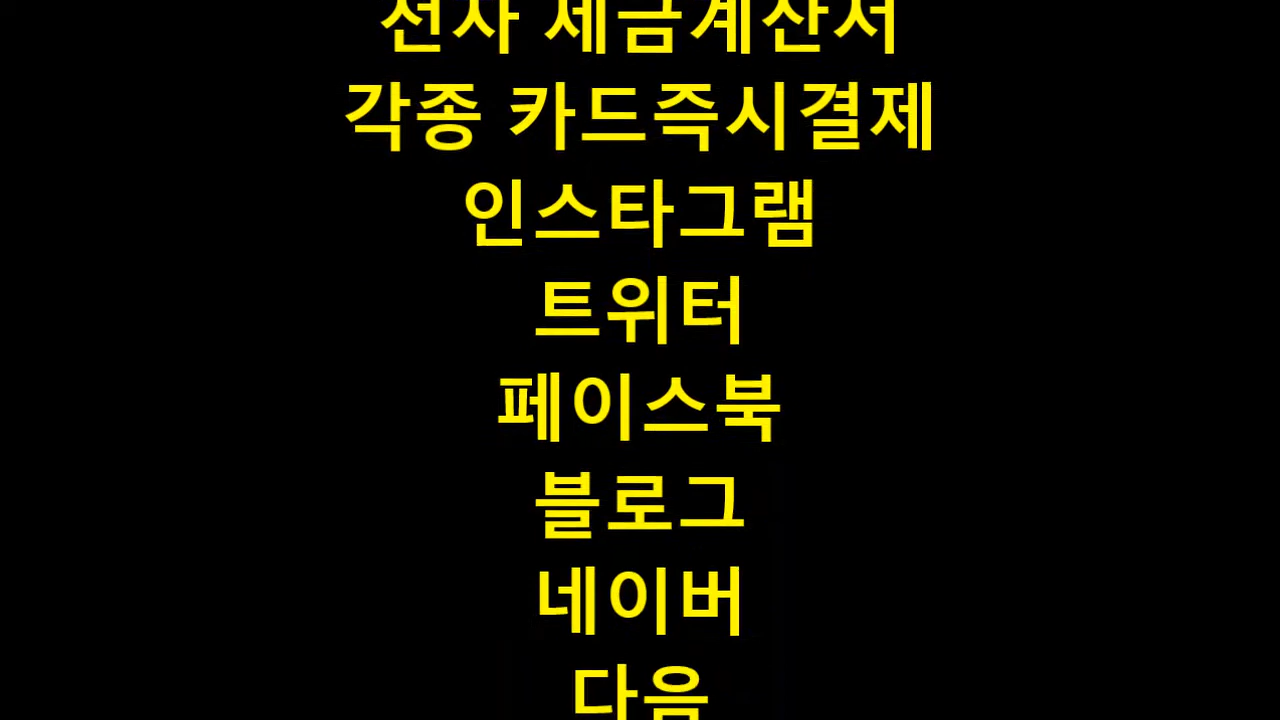 전자 세금계산서
각종 카드즉시결제
인스타그램
트위터
페이스북
블로그
네이버
다음